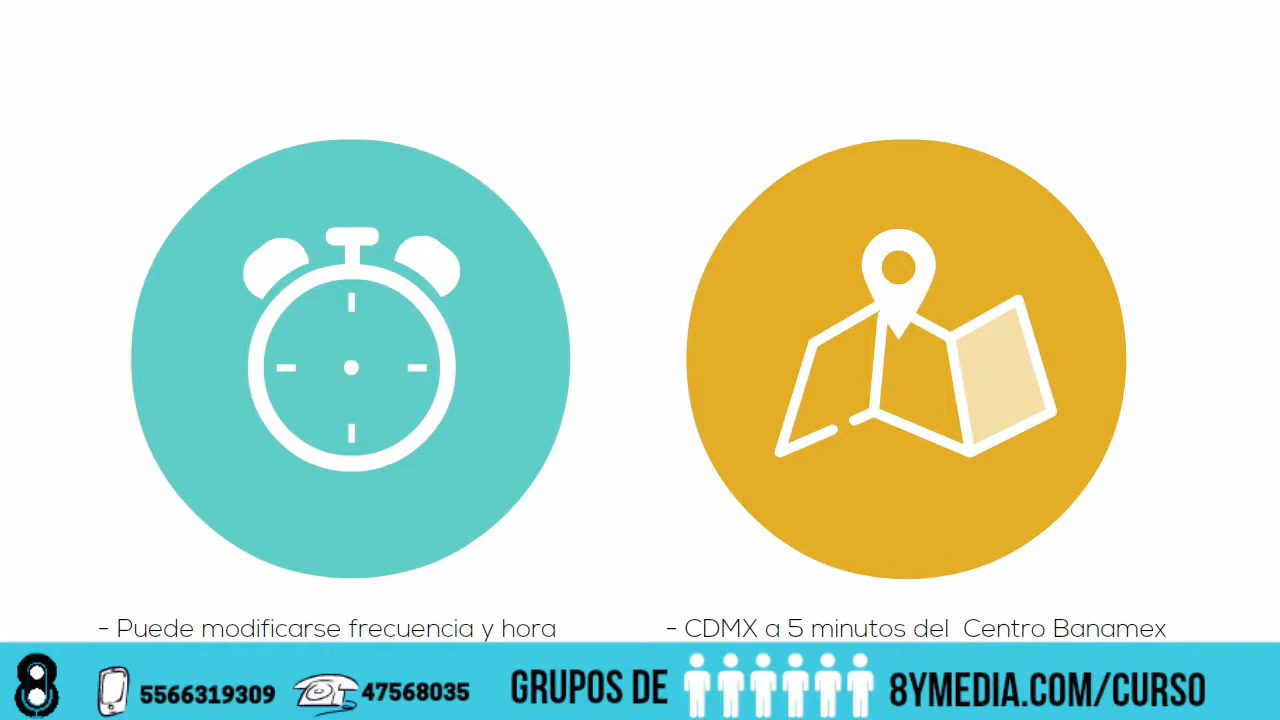 - Puede modificarse frecuencia y hora
- CDMX a 5 minutos del Centro Banamex
8 5566319309 47568035 GRUPOS DE 8YMEDIA.COM/CURSO